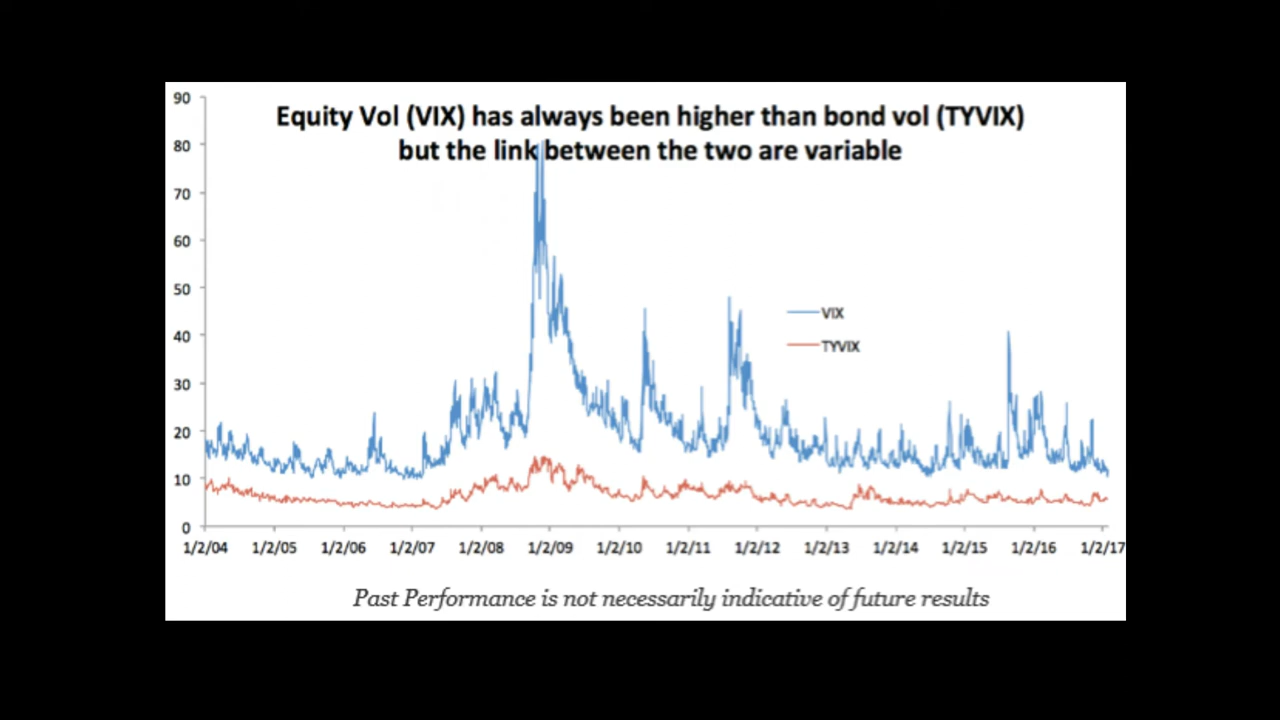 Equity Vol (VIX) has always been higher than bond vol (TYVIX)
but the link between the two are variable
90
80
70
60
50
40
30
20
10
0
VIX
TYVIX
1/2/04 1/2/05 1/2/06 1/2/07 1/2/08 1/2/09 1/2/10 1/2/11 1/2/12 1/2/13 1/2/14 1/2/15 1/2/16 1/2/17
Past Performance is not necessarily indicative of future results